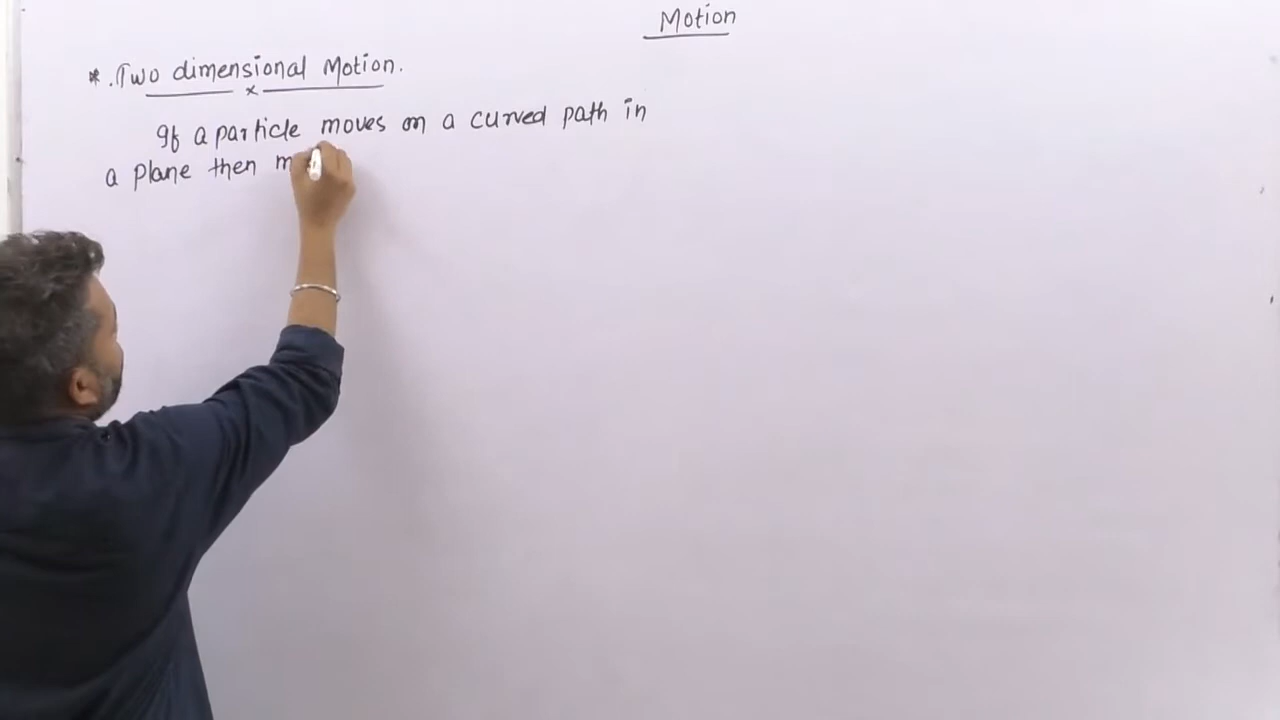 Motion
*. Two dimensional Motion.
If a particle moves on a curved path in
a plane then m